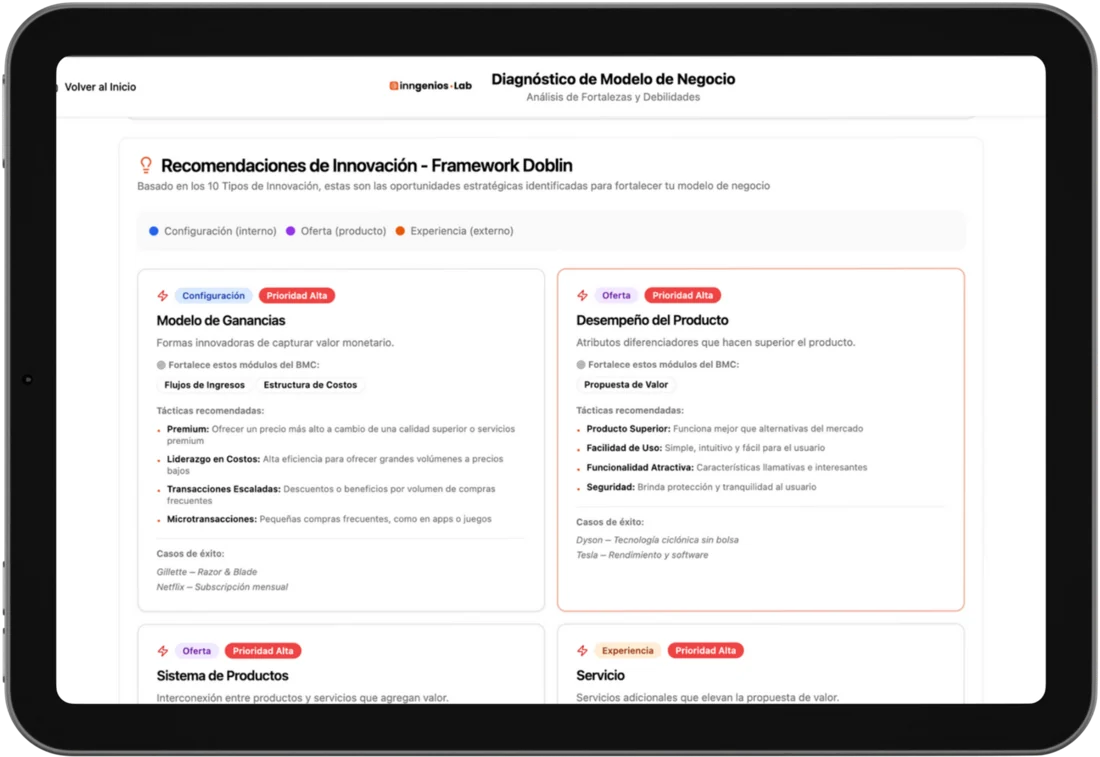 Volver al Inicio
inngenios·Lab
Diagnóstico de Modelo de Negocio
Análisis de Fortalezas y Debilidades
Recomendaciones de Innovación - Framework Doblin
Basado en los 10 Tipos de Innovación, estas son las oportunidades estratégicas identificadas para fortalecer tu modelo de negocio
Configuración (interno) Oferta (producto) Experiencia (externo)
Configuración Prioridad Alta
Modelo de Ganancias
Formas innovadoras de capturar valor monetario.
Fortalece estos módulos del BMC:
Flujos de Ingresos Estructura de Costos
Tácticas recomendadas:
• Premium: Ofrecer un precio más alto a cambio de una calidad superior o servicios
premium
• Liderazgo en Costos: Alta eficiencia para ofrecer grandes volúmenes a precios
bajos
• Transacciones Escaladas: Descuentos o beneficios por volumen de compras
frecuentes
• Microtransacciones: Pequeñas compras frecuentes, como en apps o juegos
Casos de éxito:
Gillette — Razor & Blade
Netflix — Subscripción mensual
Oferta Prioridad Alta
Desempeño del Producto
Atributos diferenciadores que hacen superior el producto.
Fortalece estos módulos del BMC:
Propuesta de Valor
Tácticas recomendadas:
• Producto Superior: Funciona mejor que alternativas del mercado
• Facilidad de Uso: Simple, intuitivo y fácil para el usuario
• Funcionalidad Atractiva: Características llamativas e interesantes
• Seguridad: Brinda protección y tranquilidad al usuario
Casos de éxito:
Dyson — Tecnología ciclónica sin bolsa
Tesla — Rendimiento y software
Oferta Prioridad Alta
Sistema de Productos
Interconexión entre productos y servicios que agregan valor.
Experiencia Prioridad Alta
Servicio
Servicios adicionales que elevan la propuesta de valor.